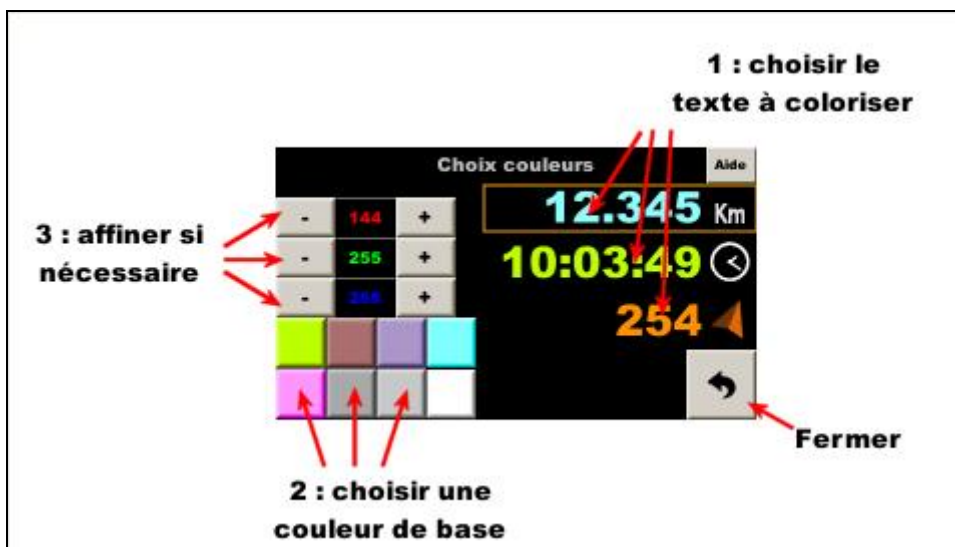 1 : choisir le
texte à coloriser
Choix couleurs
Aide
12.345 Km
- 144 +
3 : affiner si
nécessaire
- 255 +
10:03:49
- +
254
Fermer
2 : choisir une
couleur de base